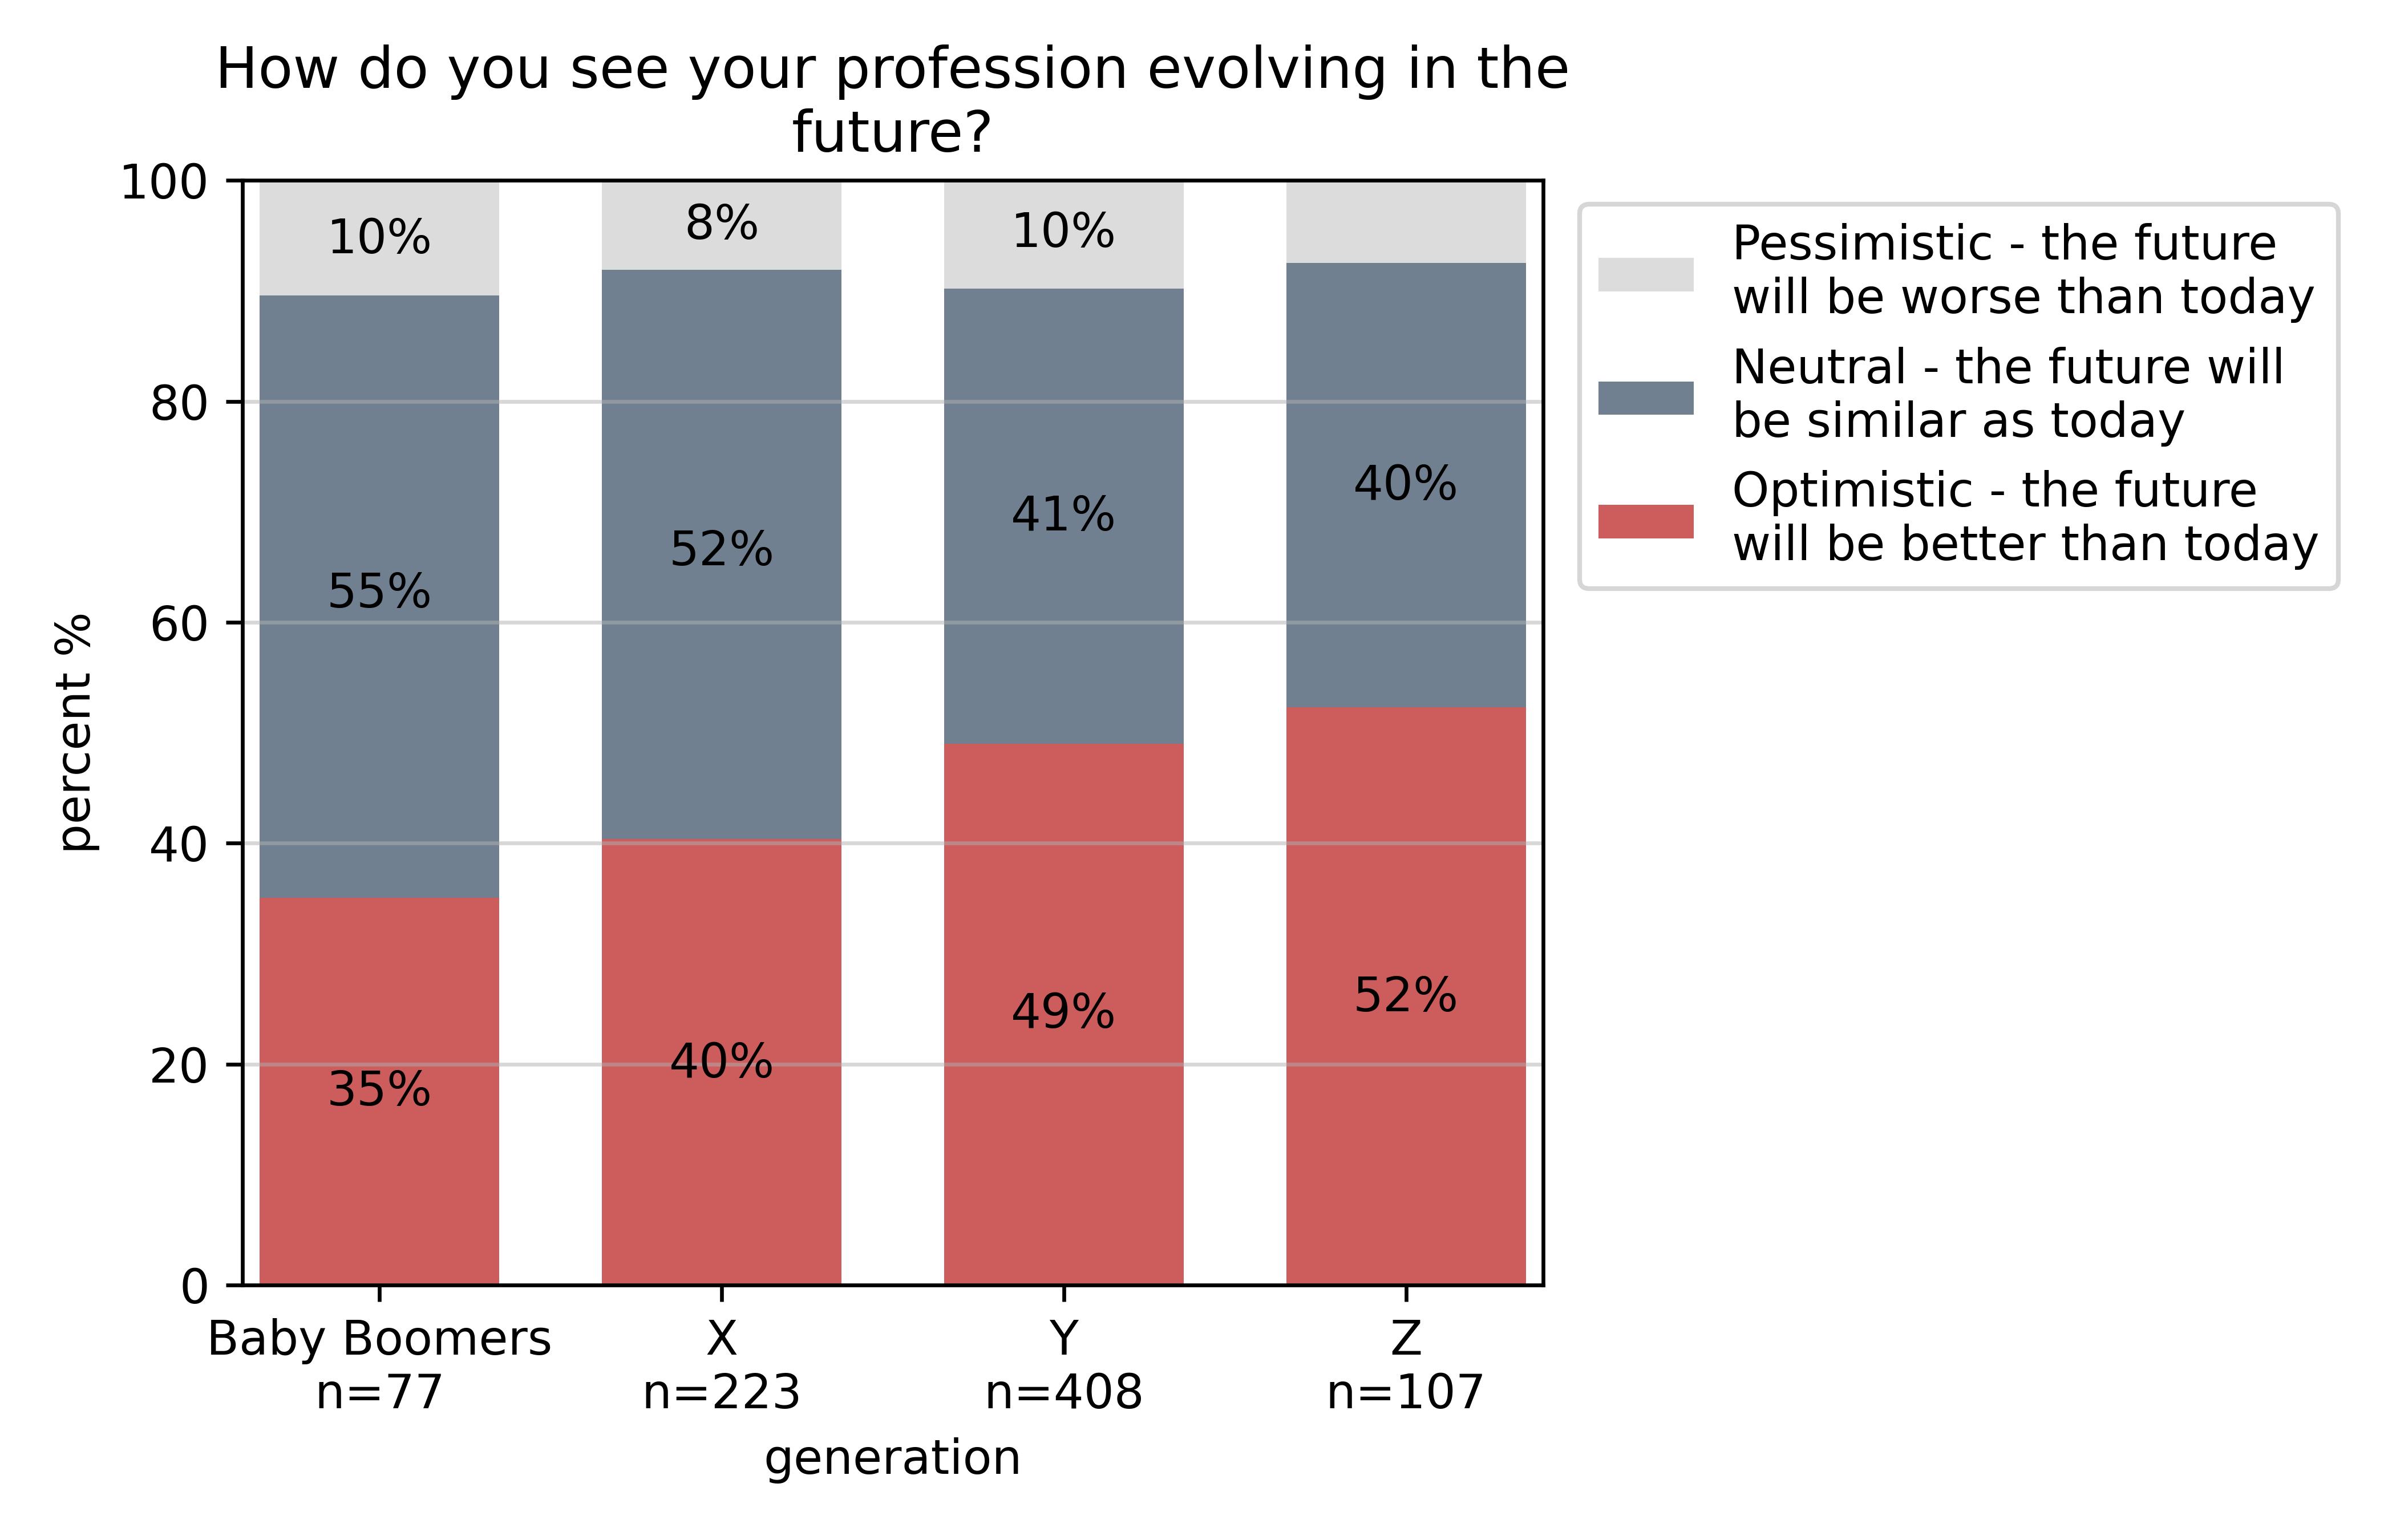 How do you see your profession evolving in the
future?
100
80
60
40
20
0
percent %
10%
8%
10%
55%
52%
41%
40%
35%
40%
49%
52%
Baby Boomers
n=77
X
n=223
Y
n=408
Z
n=107
generation
Pessimistic - the future
will be worse than today
Neutral - the future will
be similar as today
Optimistic - the future
will be better than today